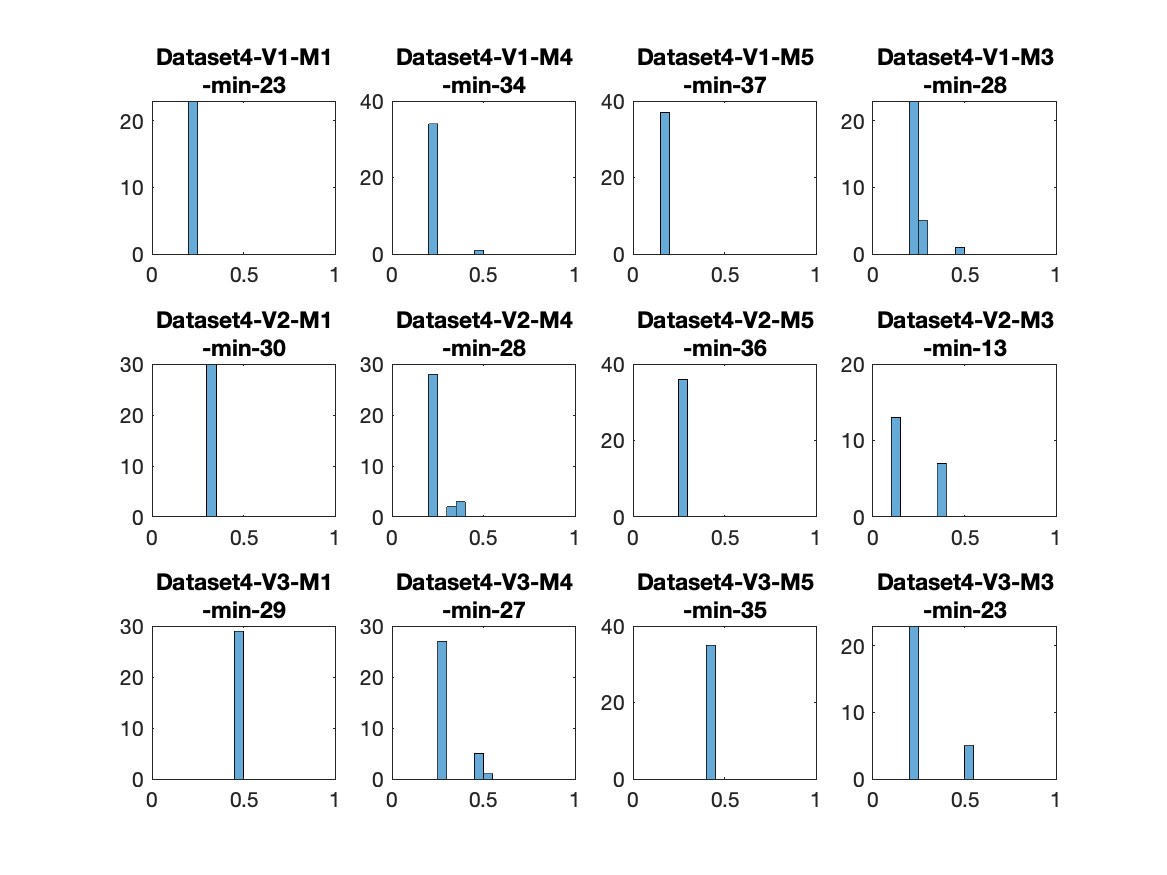 Dataset4-V1-M1
-min-23
Dataset4-V1-M4
-min-34
Dataset4-V1-M5
-min-37
Dataset4-V1-M3
-min-28
20
10
0
0 0.5 1
40
20
0
0 0.5 1
40
20
0
0 0.5 1
20
10
0
0 0.5 1
Dataset4-V2-M1
-min-30
Dataset4-V2-M4
-min-28
Dataset4-V2-M5
-min-36
Dataset4-V2-M3
-min-13
30
20
10
0
0 0.5 1
30
20
10
0
0 0.5 1
40
20
0
0 0.5 1
20
10
0
0 0.5 1
Dataset4-V3-M1
-min-29
Dataset4-V3-M4
-min-27
Dataset4-V3-M5
-min-35
Dataset4-V3-M3
-min-23
30
20
10
0
0 0.5 1
30
20
10
0
0 0.5 1
40
20
0
0 0.5 1
20
10
0
0 0.5 1